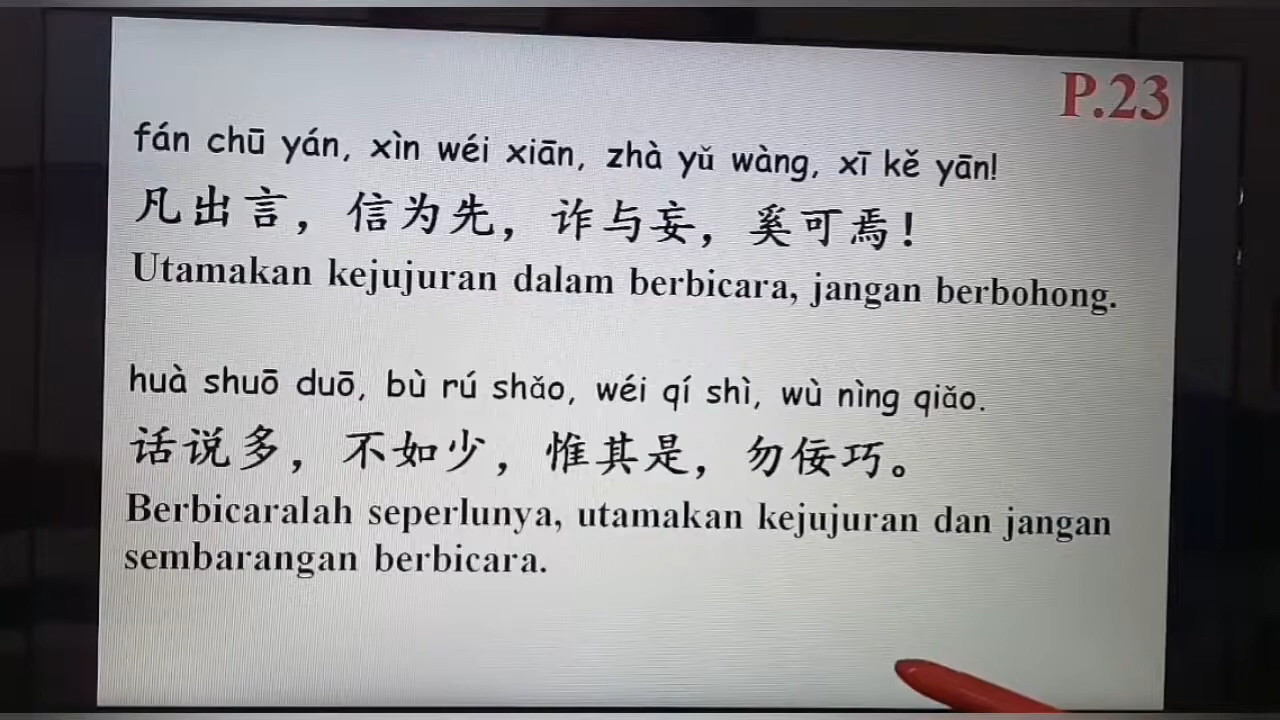 P.23
fán chū yán, xìn wéi xiān, zhà yǔ wàng, xī kě yān!
凡出言，信为先，诈与妄，奚可焉！
Utamakan kejujuran dalam berbicara, jangan berbohong.
huà shuō duō, bù rú shǎo, wéi qí shì, wù nìng qiǎo.
话说多，不如少，惟其是，勿佞巧。
Berbicaralah seperlunya, utamakan kejujuran dan jangan
sembarangan berbicara.